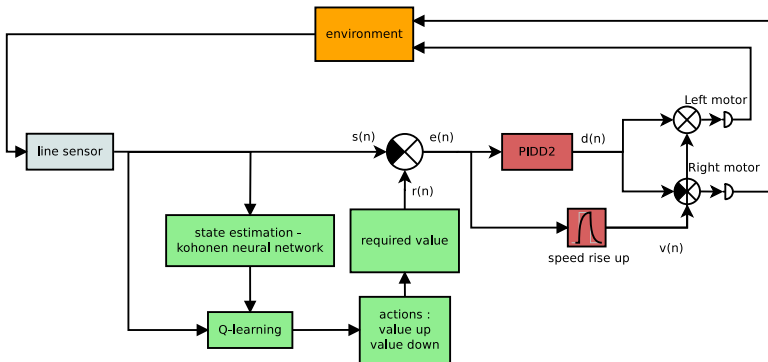 environment
Left motor
line sensor
s(n)
e(n)
PIDD2
d(n)
Right motor
r(n)
state estimation -
kohonen neural network
required value
speed rise up
v(n)
Q-learning
actions :
value up
value down